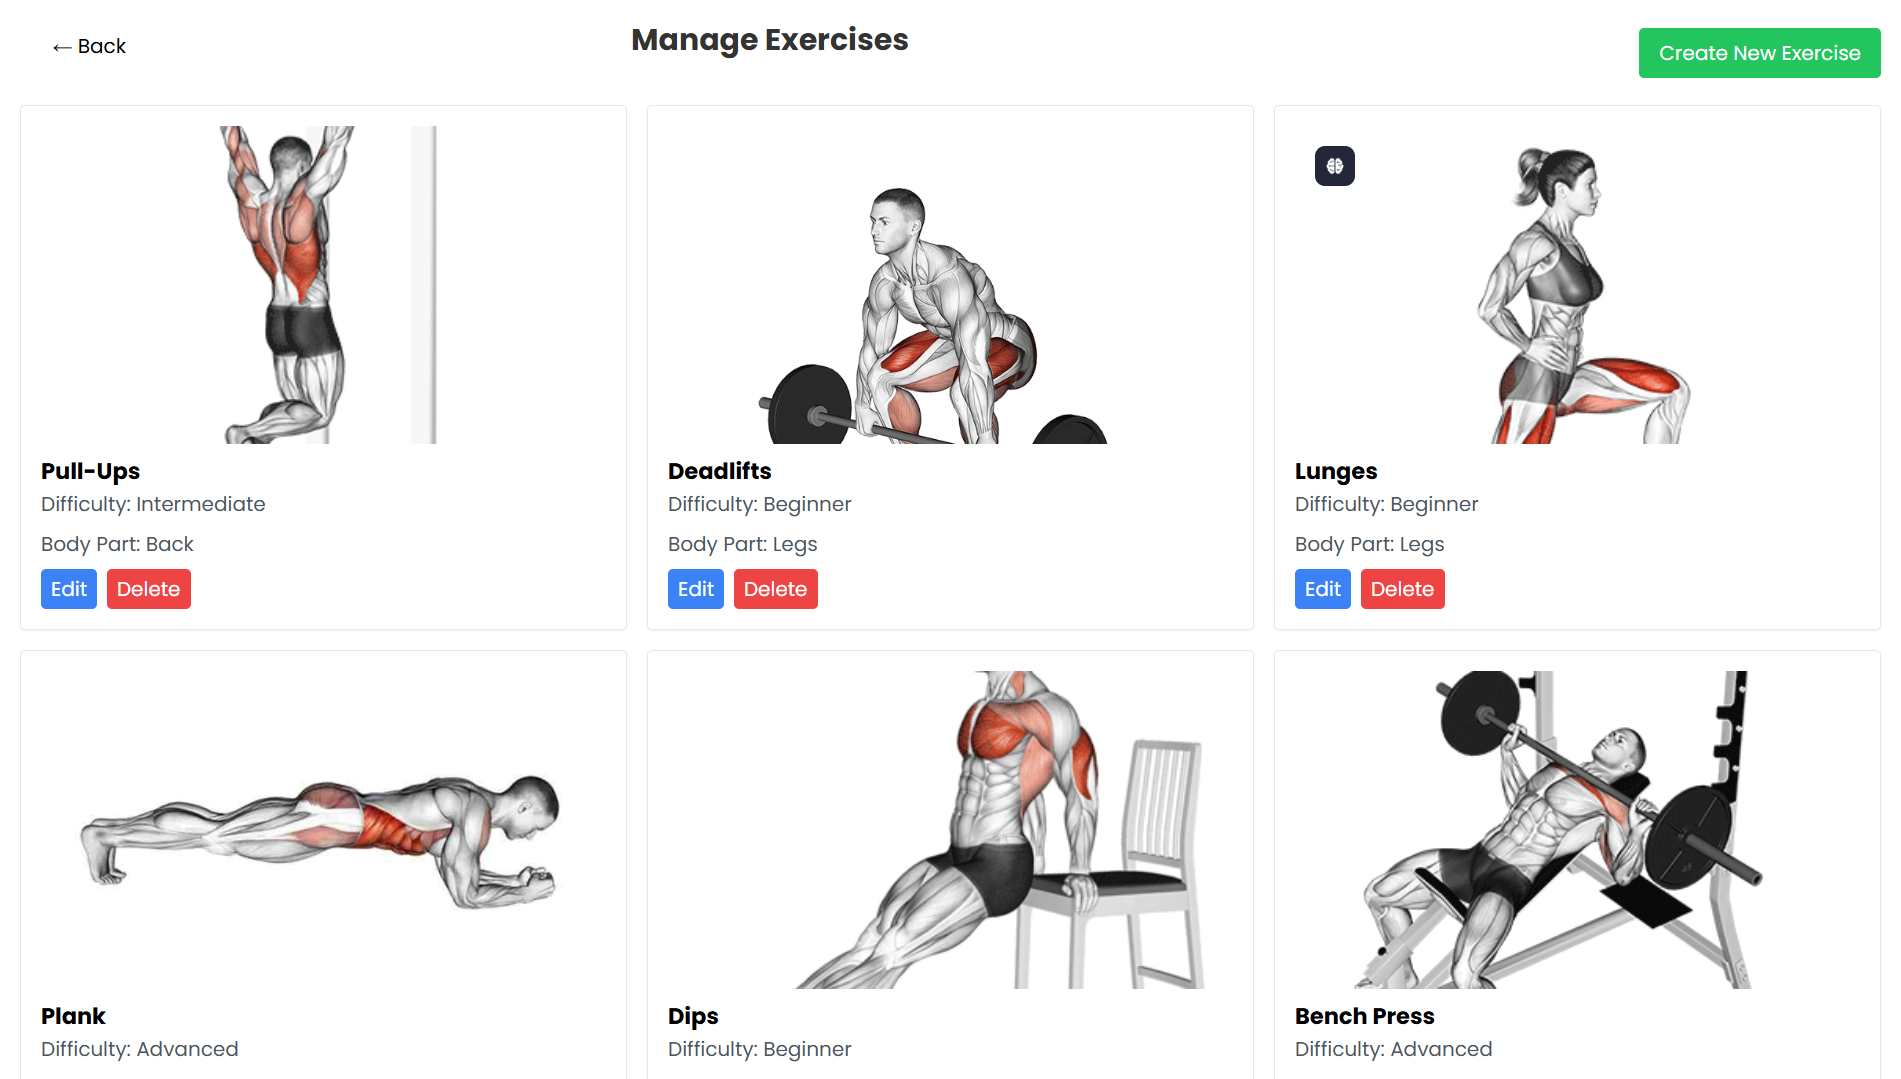 ← Back
Manage Exercises
Create New Exercise
Pull-Ups
Difficulty: Intermediate
Body Part: Back
Edit Delete
Deadlifts
Difficulty: Beginner
Body Part: Legs
Edit Delete
Lunges
Difficulty: Beginner
Body Part: Legs
Edit Delete
Plank
Difficulty: Advanced
Dips
Difficulty: Beginner
Bench Press
Difficulty: Advanced